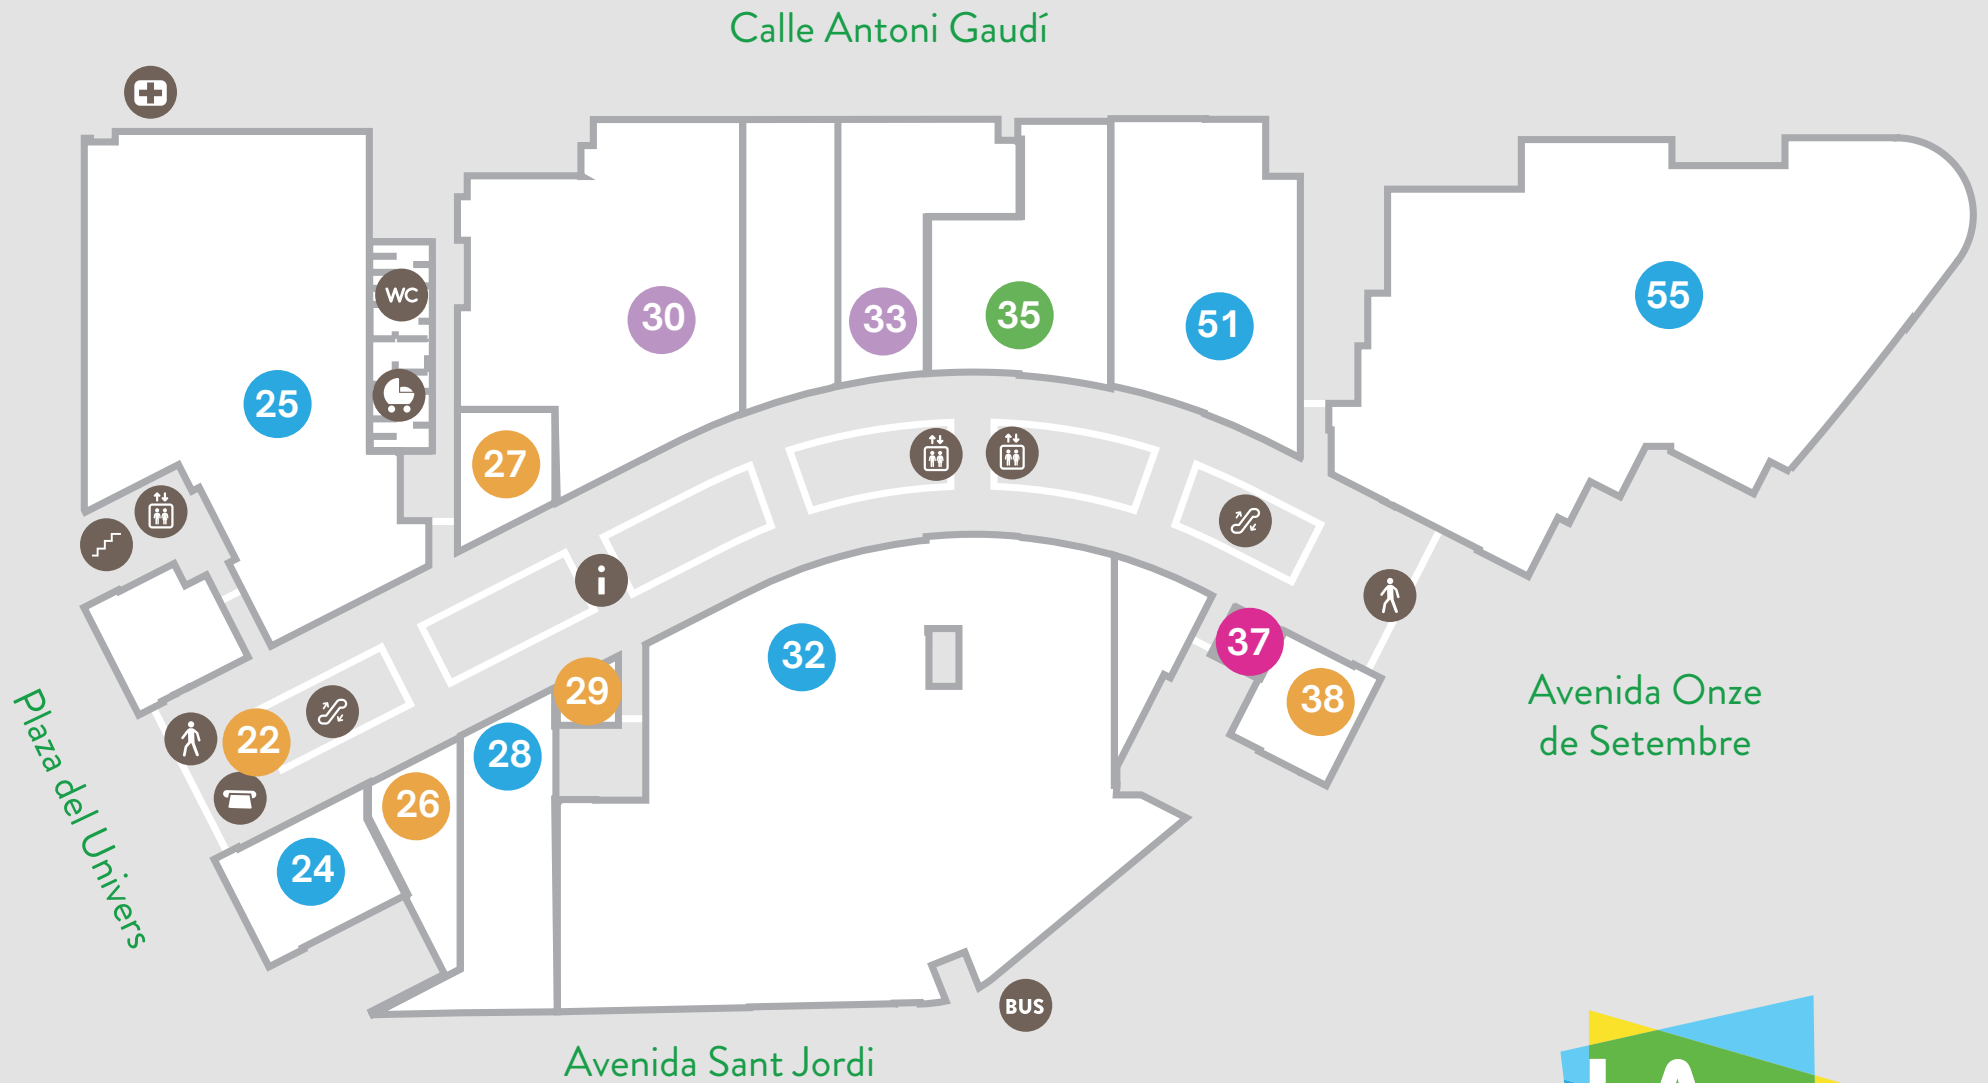 Calle Antoni Gaudí
WC
55
30
33
35
51
25
27
i
37
32
29
38
Avenida Onze
de Setembre
22
28
26
Plaza del Univers
24
BUS
Avenida Sant Jordi
LA